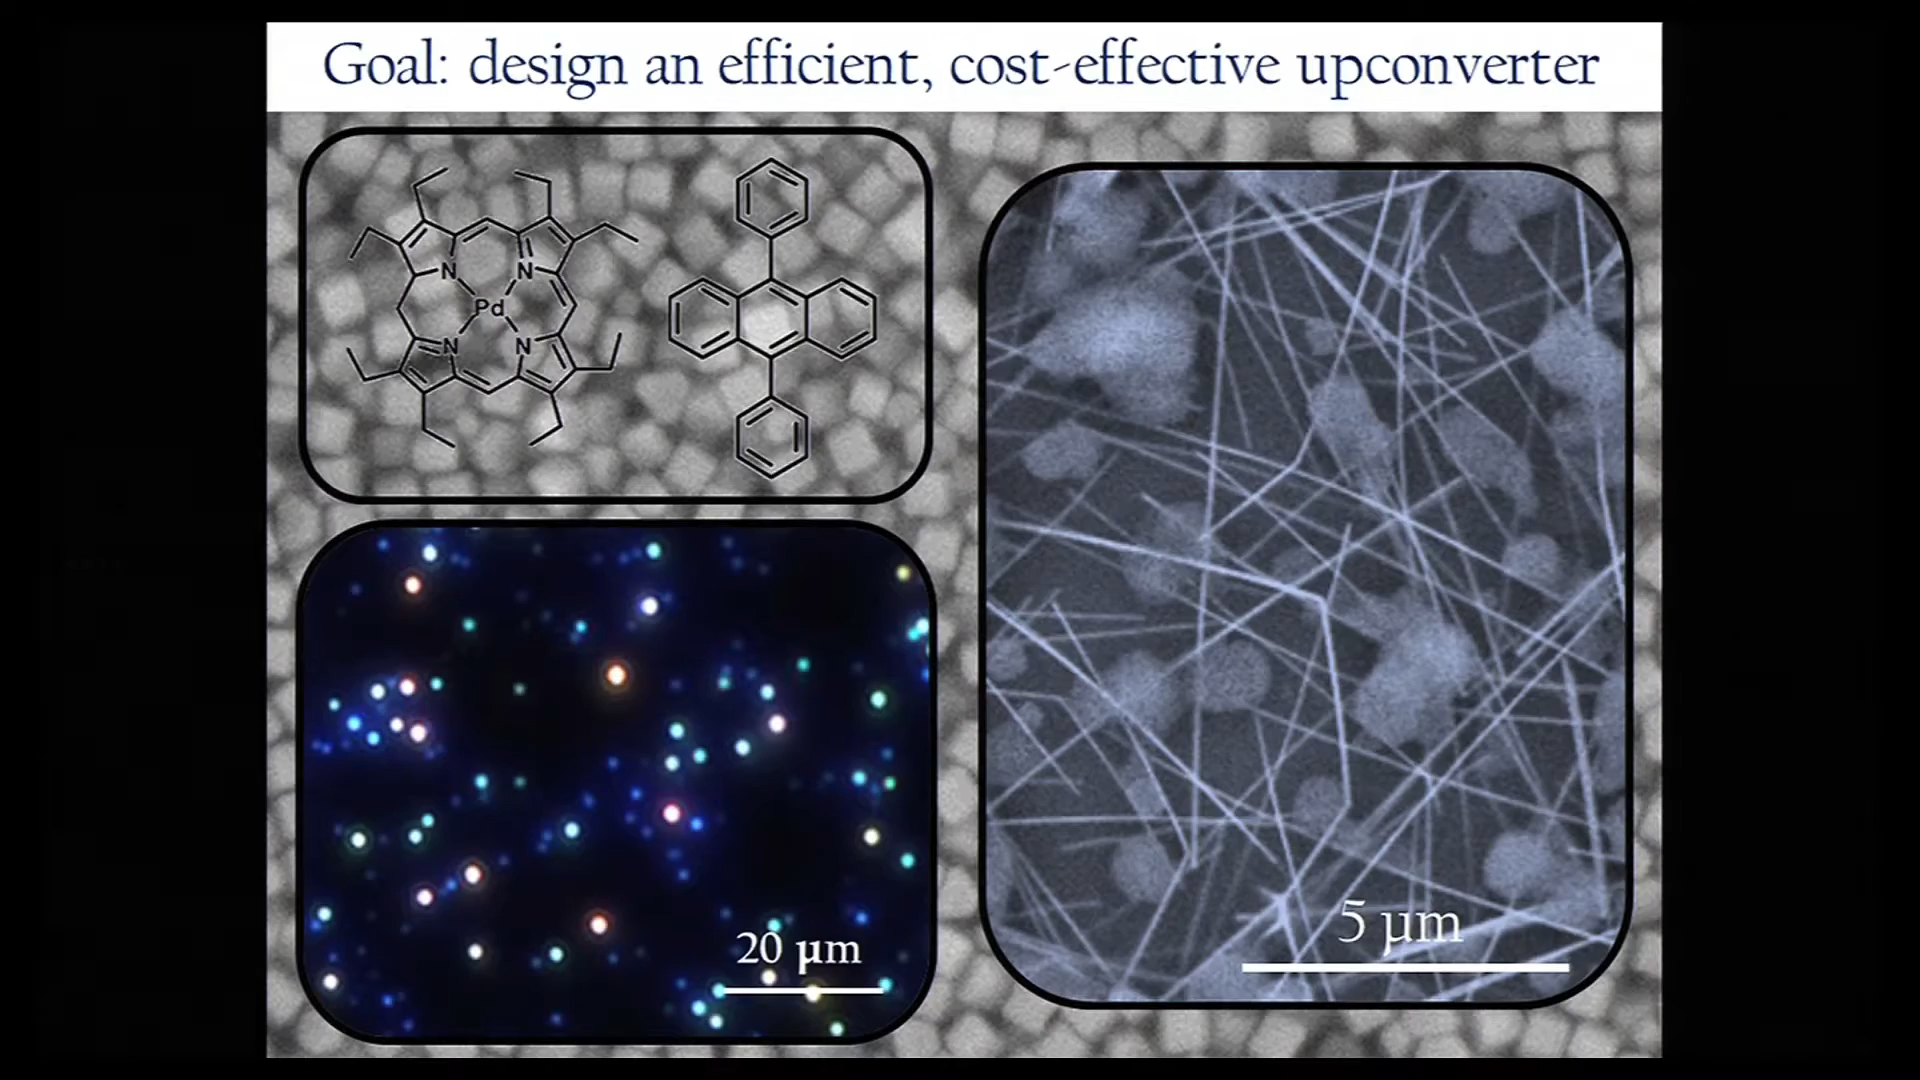 Goal: design an efficient, cost-effective upconverter
N
N
Pd
N
N
20 µm
5 µm